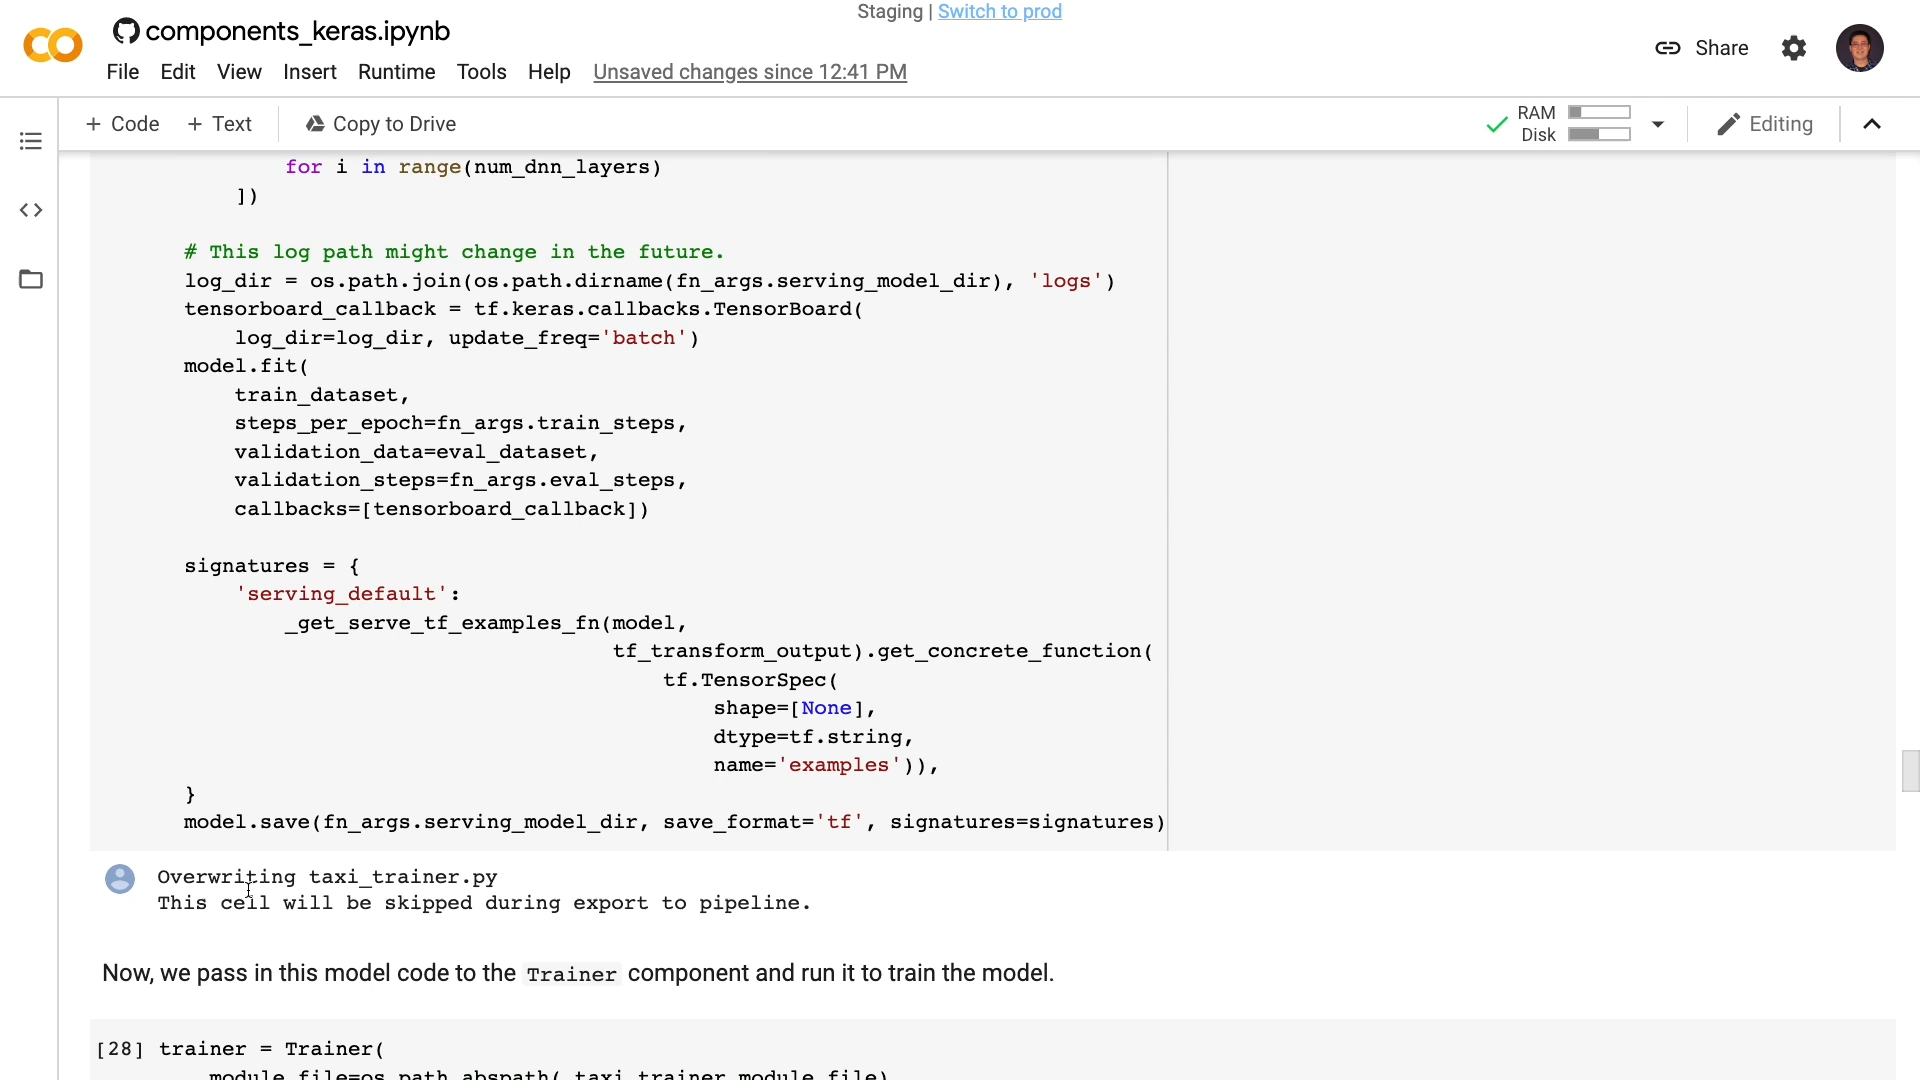 Staging | Switch to prod
components_keras.ipynb
Share
File Edit View Insert Runtime Tools Help Unsaved changes since 12:41 PM
+ Code + Text Copy to Drive
RAM
Disk
Editing
for i in range(num_dnn_layers)
])
# This log path might change in the future.
log_dir = os.path.join(os.path.dirname(fn_args.serving_model_dir), 'logs')
tensorboard_callback = tf.keras.callbacks.TensorBoard(
log_dir=log_dir, update_freq='batch')
model.fit(
train_dataset,
steps_per_epoch=fn_args.train_steps,
validation_data=eval_dataset,
validation_steps=fn_args.eval_steps,
callbacks=[tensorboard_callback])
signatures = {
'serving_default':
_get_serve_tf_examples_fn(model,
tf_transform_output).get_concrete_function(
tf.TensorSpec(
shape=[None],
dtype=tf.string,
name='examples')),
}
model.save(fn_args.serving_model_dir, save_format='tf', signatures=signatures)
Overwriting taxi_trainer.py
This cell will be skipped during export to pipeline.
Now, we pass in this model code to the Trainer component and run it to train the model.
[28] trainer = Trainer(
module_file=os.path.abspath(_taxi_trainer_module_file)